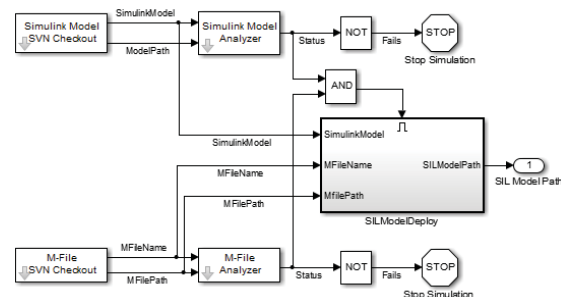 SimulinkModel
Simulink Model
SVN Checkout
ModelPath
Simulink Model
Analyzer
Status
NOT
Fails
STOP
Stop Simulation
AND
SimulinkModel
SimulinkModel
MFileName
MFileName
SILModelPath
1
SIL Model Path
MFilePath
MfilePath
SILModelDeploy
MFileName
M-File
SVN Checkout
MFilePath
M-File
Analyzer
Status
NOT
Fails
STOP
Stop Simulation